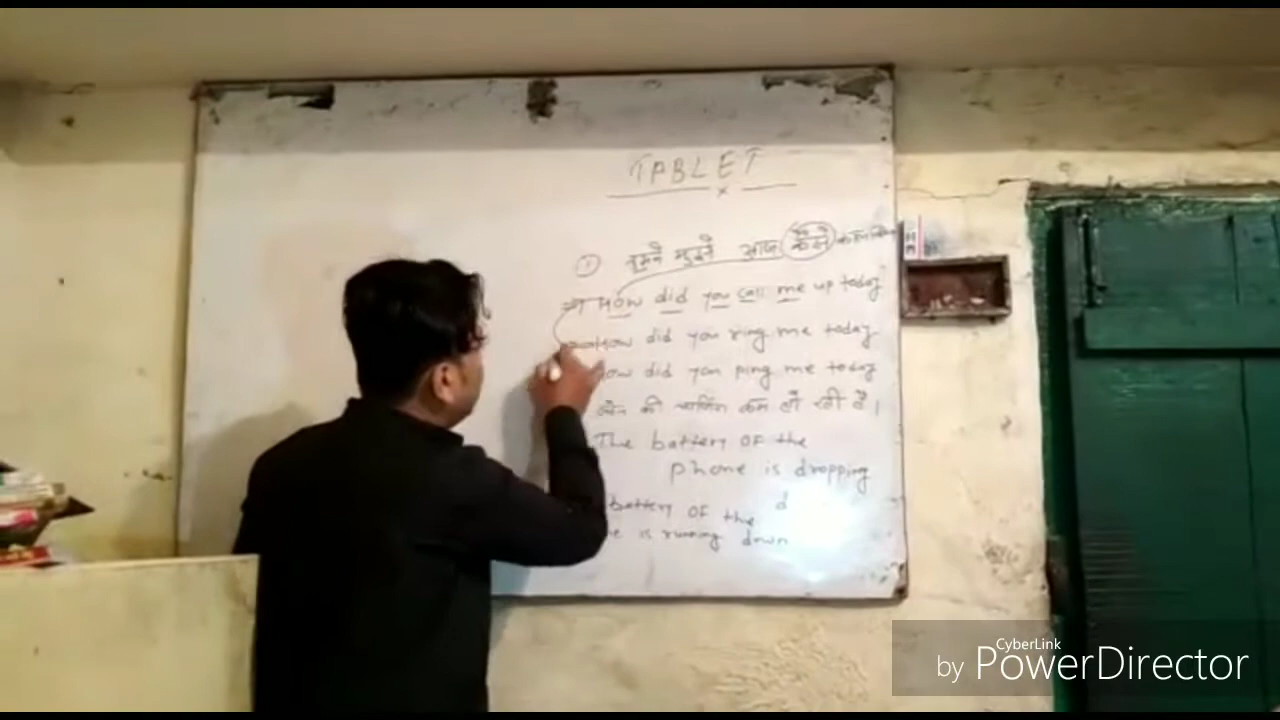 TABLET
① तुमने मुझे आज कैसे
How did you call me up today
How did you ring me today
How did you ping me today
फोन की चार्जिंग कम हो रही है।
The battery of the
phone is dropping
battery of the d
is running down
CyberLink
by PowerDirector